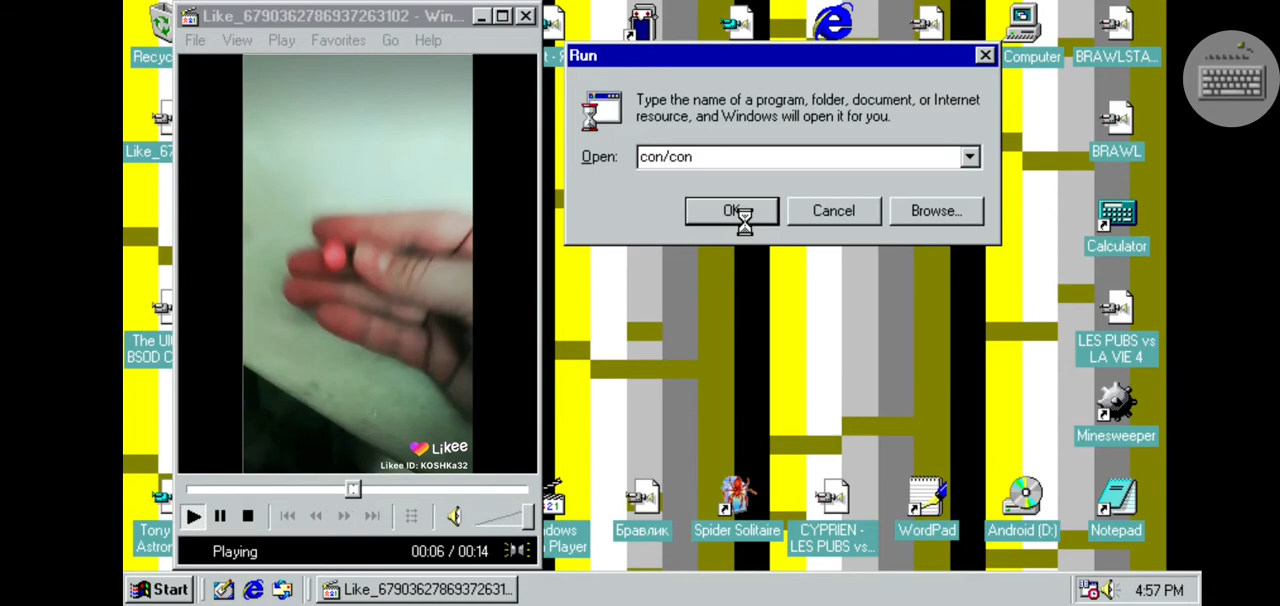 Like_6790362786937263102 - Win...
File View Play Favorites Go Help
Likee
Likee ID: KOSHKa32
Playing
00:06 / 00:14
Run
Type the name of a program, folder, document, or Internet
resource, and Windows will open it for you.
Open:
con/con
OK
Cancel
Browse...
Recyc
Like_67
The Ul
BSOD C
Tony
Astron
Computer
BRAWLSTA...
BRAWL
Calculator
LES PUBS vs
LA VIE 4
Minesweeper
Player
Бравлик
Spider Solitaire
CYPRIEN -
LES PUBS vs...
WordPad
Android (D:)
Notepad
Start
Like_67903627869372631...
4:57 PM